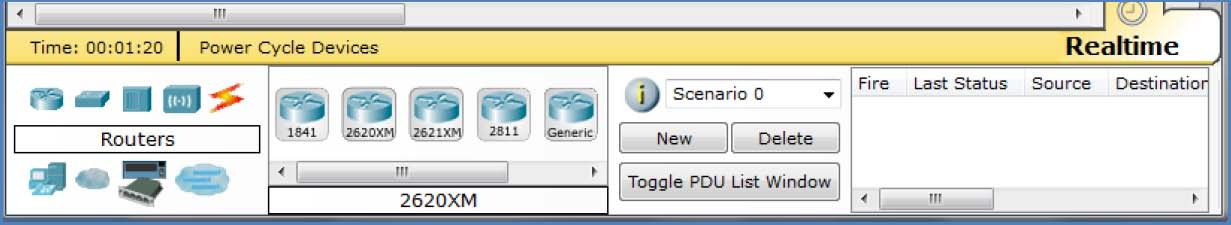 Time: 00:01:20 Power Cycle Devices Realtime
Fire Last Status Source Destination
Scenario 0
1841 2620XM 2621XM 2811 Generic
Routers New Delete
Toggle PDU List Window
2620XM